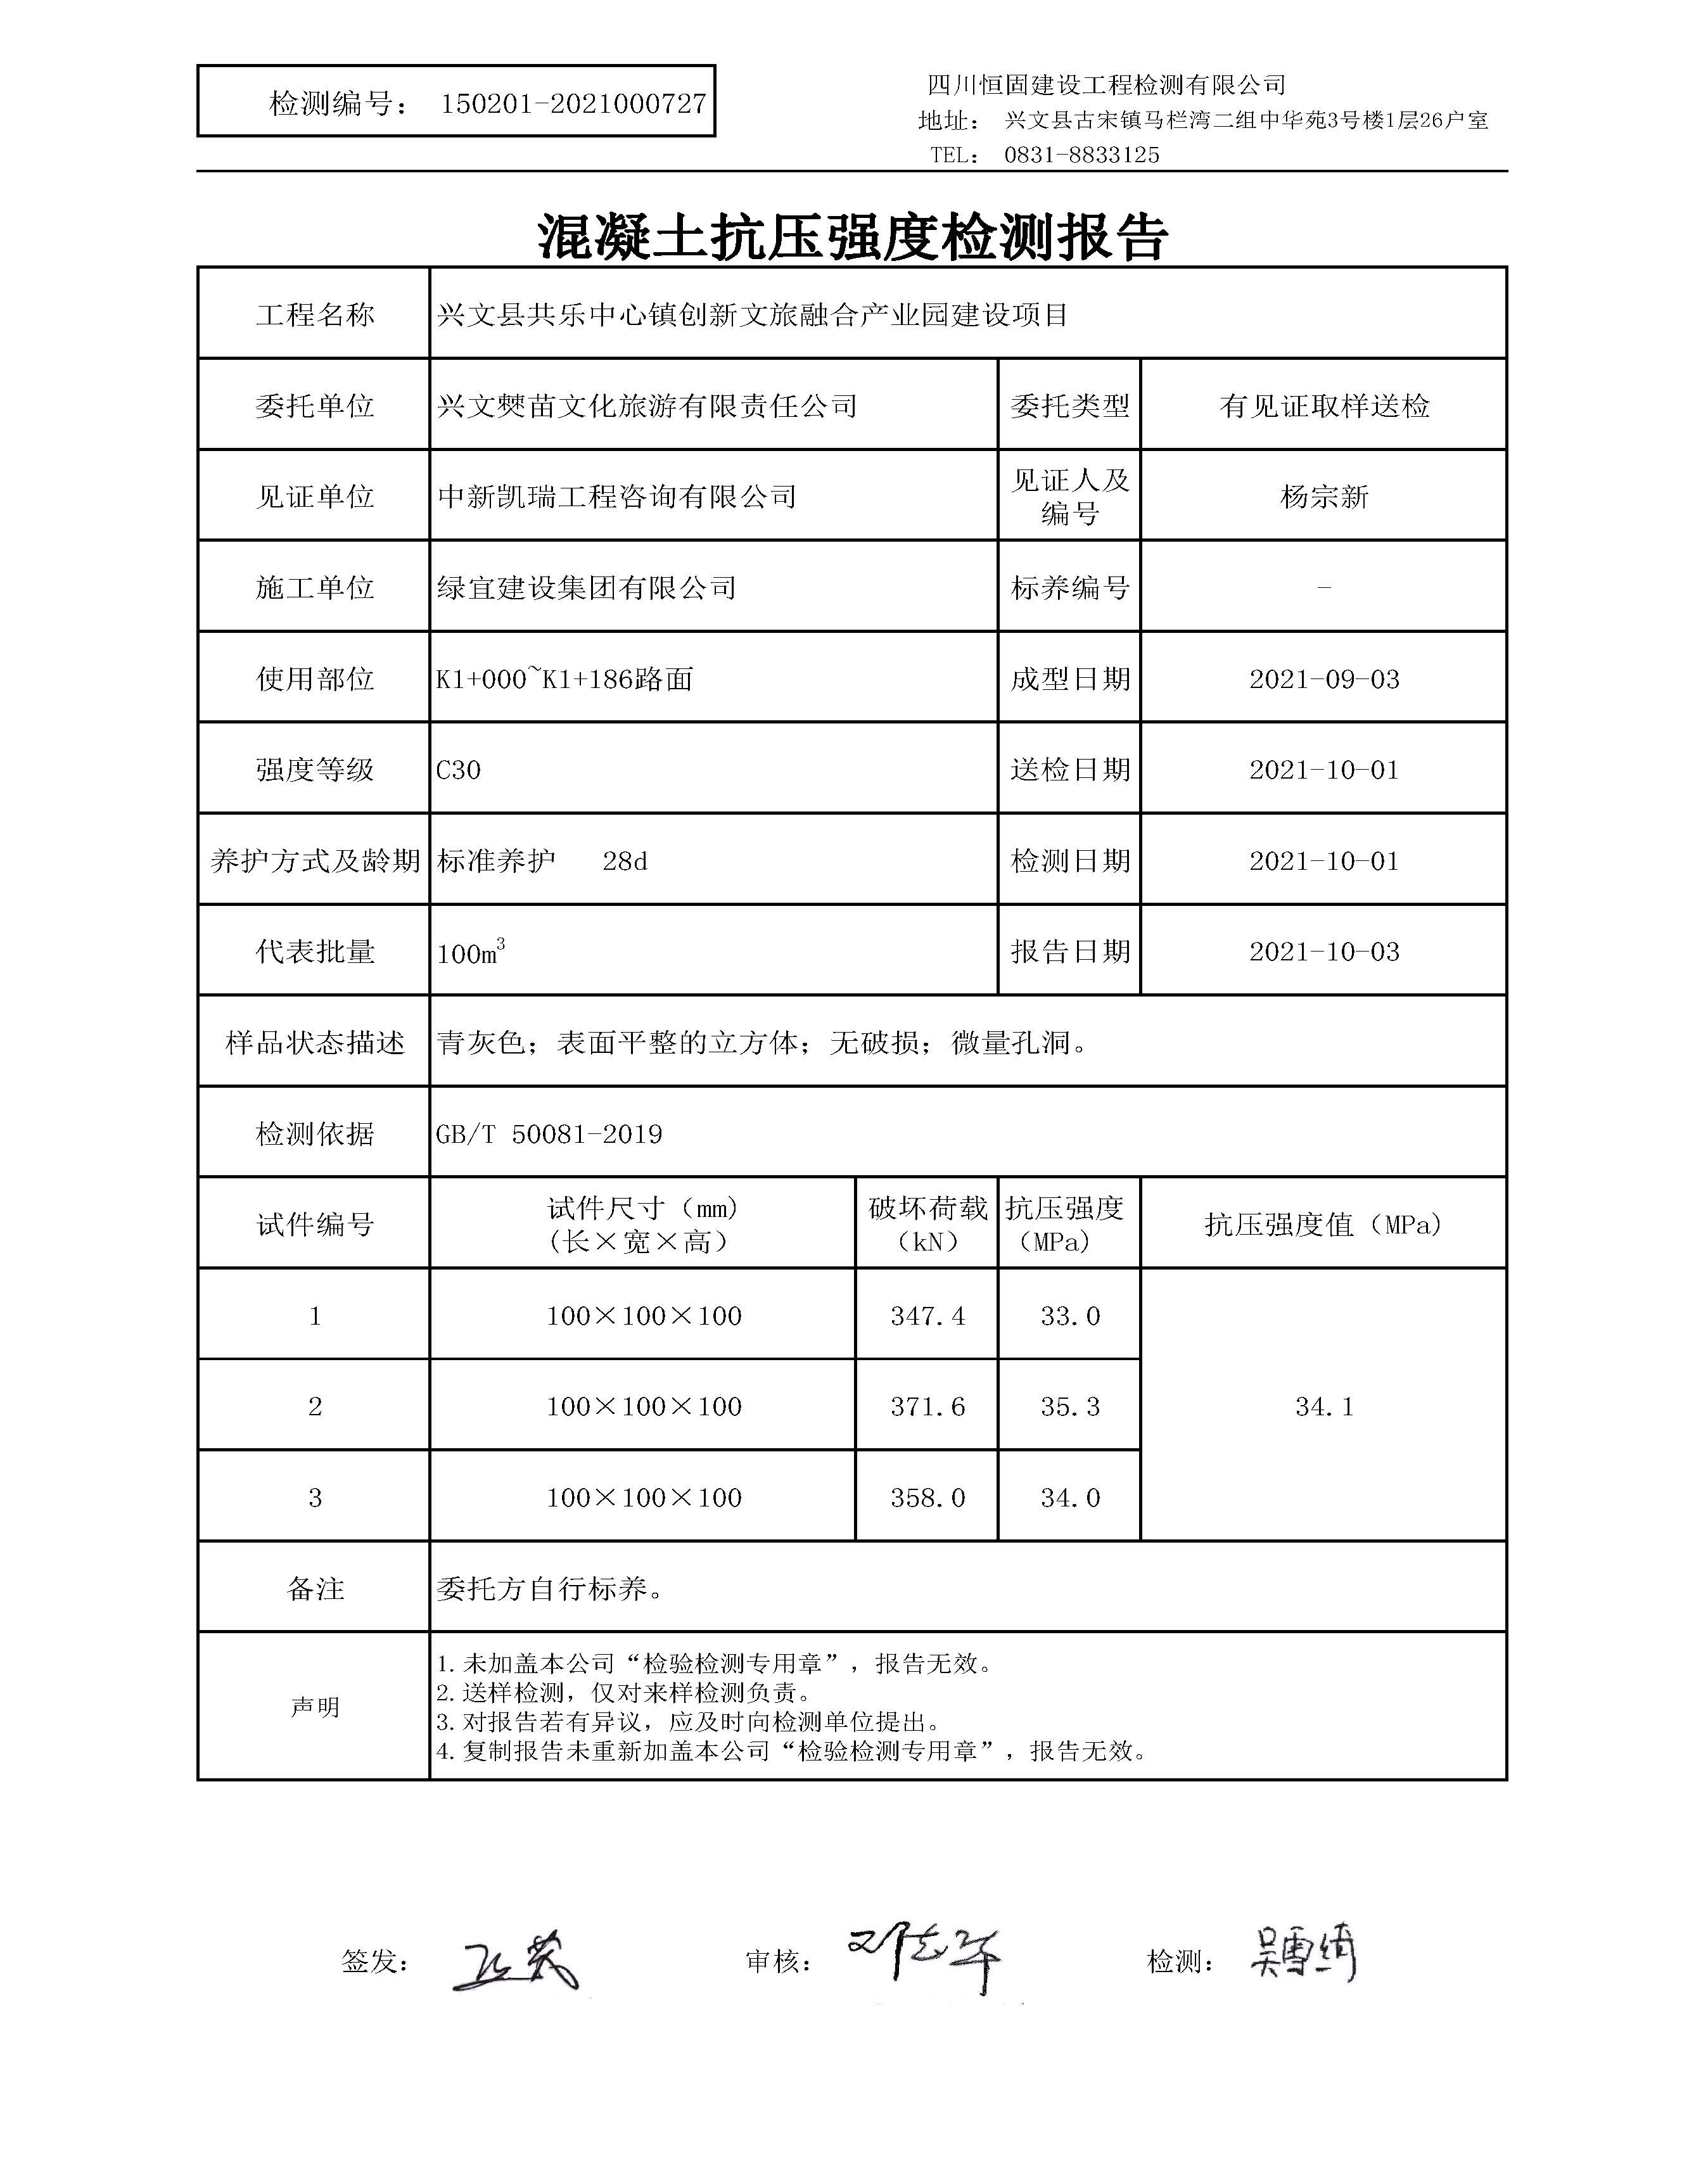 检测编号： 150201-2021000727
四川恒固建设工程检测有限公司
地址： 兴文县古宋镇马栏湾二组中华苑3号楼1层26户室
TEL： 0831-8833125
混凝土抗压强度检测报告
工程名称 兴文县共乐中心镇创新文旅融合产业园建设项目
委托单位 兴文僰苗文化旅游有限责任公司 委托类型 有见证取样送检
见证单位 中新凯瑞工程咨询有限公司 见证人及编号 杨宗新
施工单位 绿宜建设集团有限公司 标养编号 -
使用部位 K1+000~K1+186路面 成型日期 2021-09-03
强度等级 C30 送检日期 2021-10-01
养护方式及龄期 标准养护 28d 检测日期 2021-10-01
代表批量 100m³ 报告日期 2021-10-03
样品状态描述 青灰色；表面平整的立方体；无破损；微量孔洞。
检测依据 GB/T 50081-2019
试件编号 试件尺寸（mm）（长×宽×高） 破坏荷载（kN） 抗压强度（MPa） 抗压强度值（MPa）
1 100×100×100 347.4 33.0
2 100×100×100 371.6 35.3 34.1
3 100×100×100 358.0 34.0
备注 委托方自行标养。
声明
1.未加盖本公司“检验检测专用章”，报告无效。
2.送样检测，仅对来样检测负责。
3.对报告若有异议，应及时向检测单位提出。
4.复制报告未重新加盖本公司“检验检测专用章”，报告无效。
签发： 审核： 检测： 吴雪绮